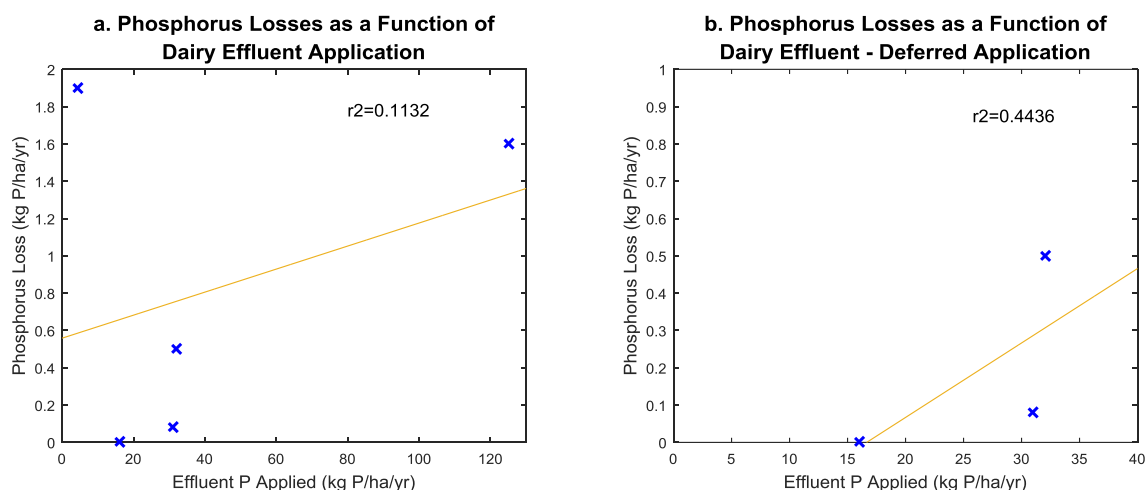 a. Phosphorus Losses as a Function of
Dairy Effluent Application
2
1.8
1.6
1.4
1.2
1
0.8
0.6
0.4
0.2
0
Phosphorus Loss (kg P/ha/yr)
r2=0.1132
0 20 40 60 80 100 120
Effluent P Applied (kg P/ha/yr)
b. Phosphorus Losses as a Function of
Dairy Effluent - Deferred Application
1
0.9
0.8
0.7
0.6
0.5
0.4
0.3
0.2
0.1
0
Phosphorus Loss (kg P/ha/yr)
r2=0.4436
0 5 10 15 20 25 30 35 40
Effluent P Applied (kg P/ha/yr)